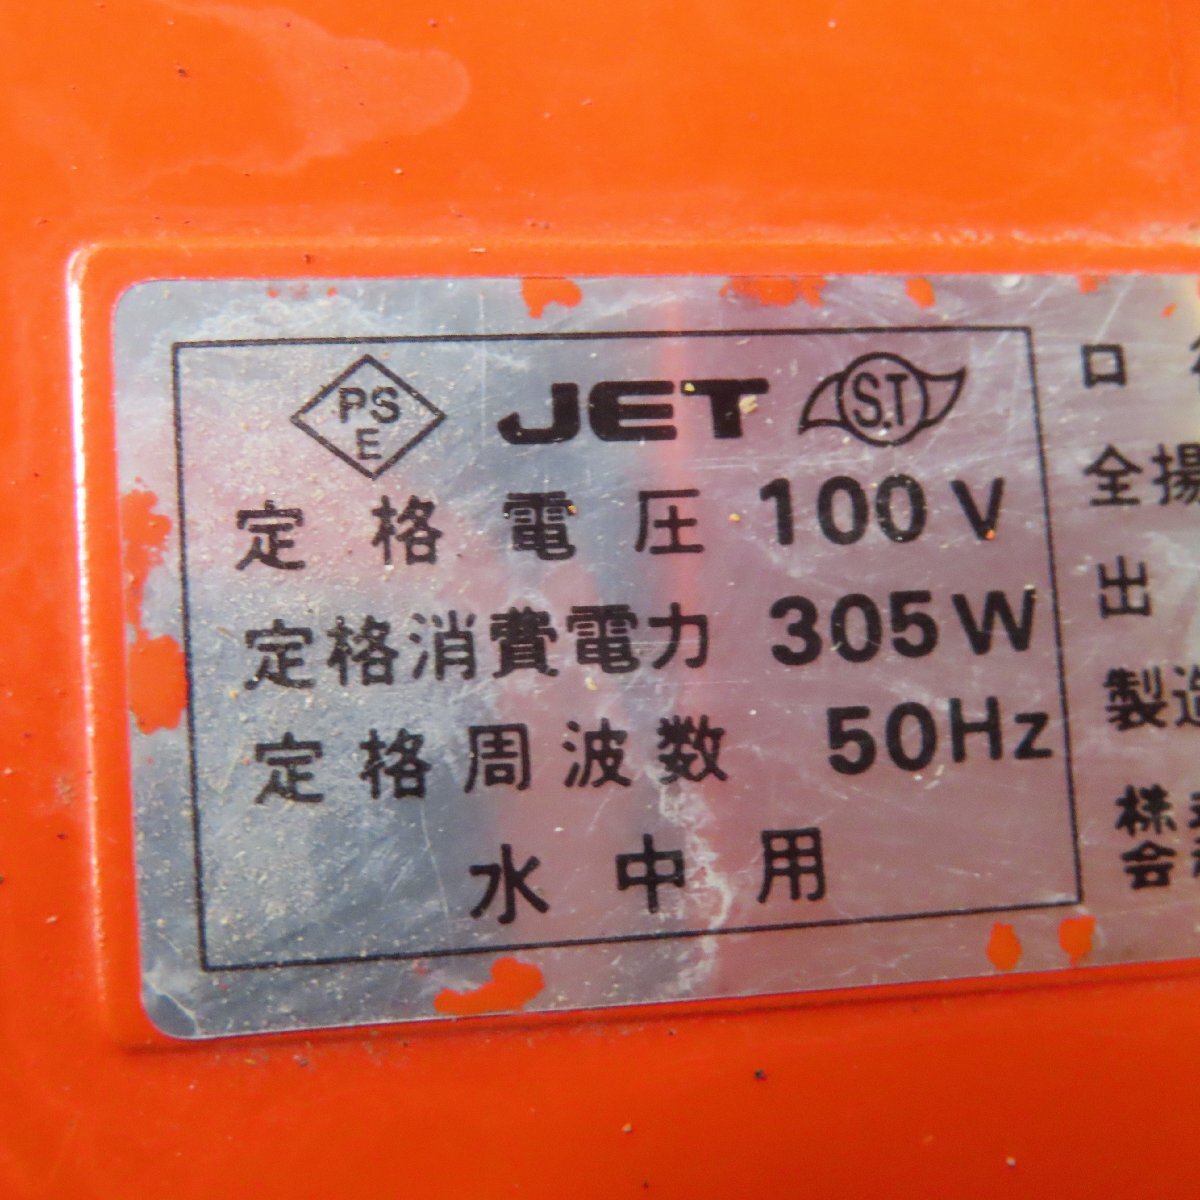 PS
E
JET
S.T
定格電圧 100V
定格消費電力 305W
定格周波数 50Hz
水中用
口
全揚
出
製造
株
会